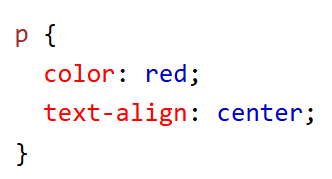 p {
  color: red;
  text-align: center;
}